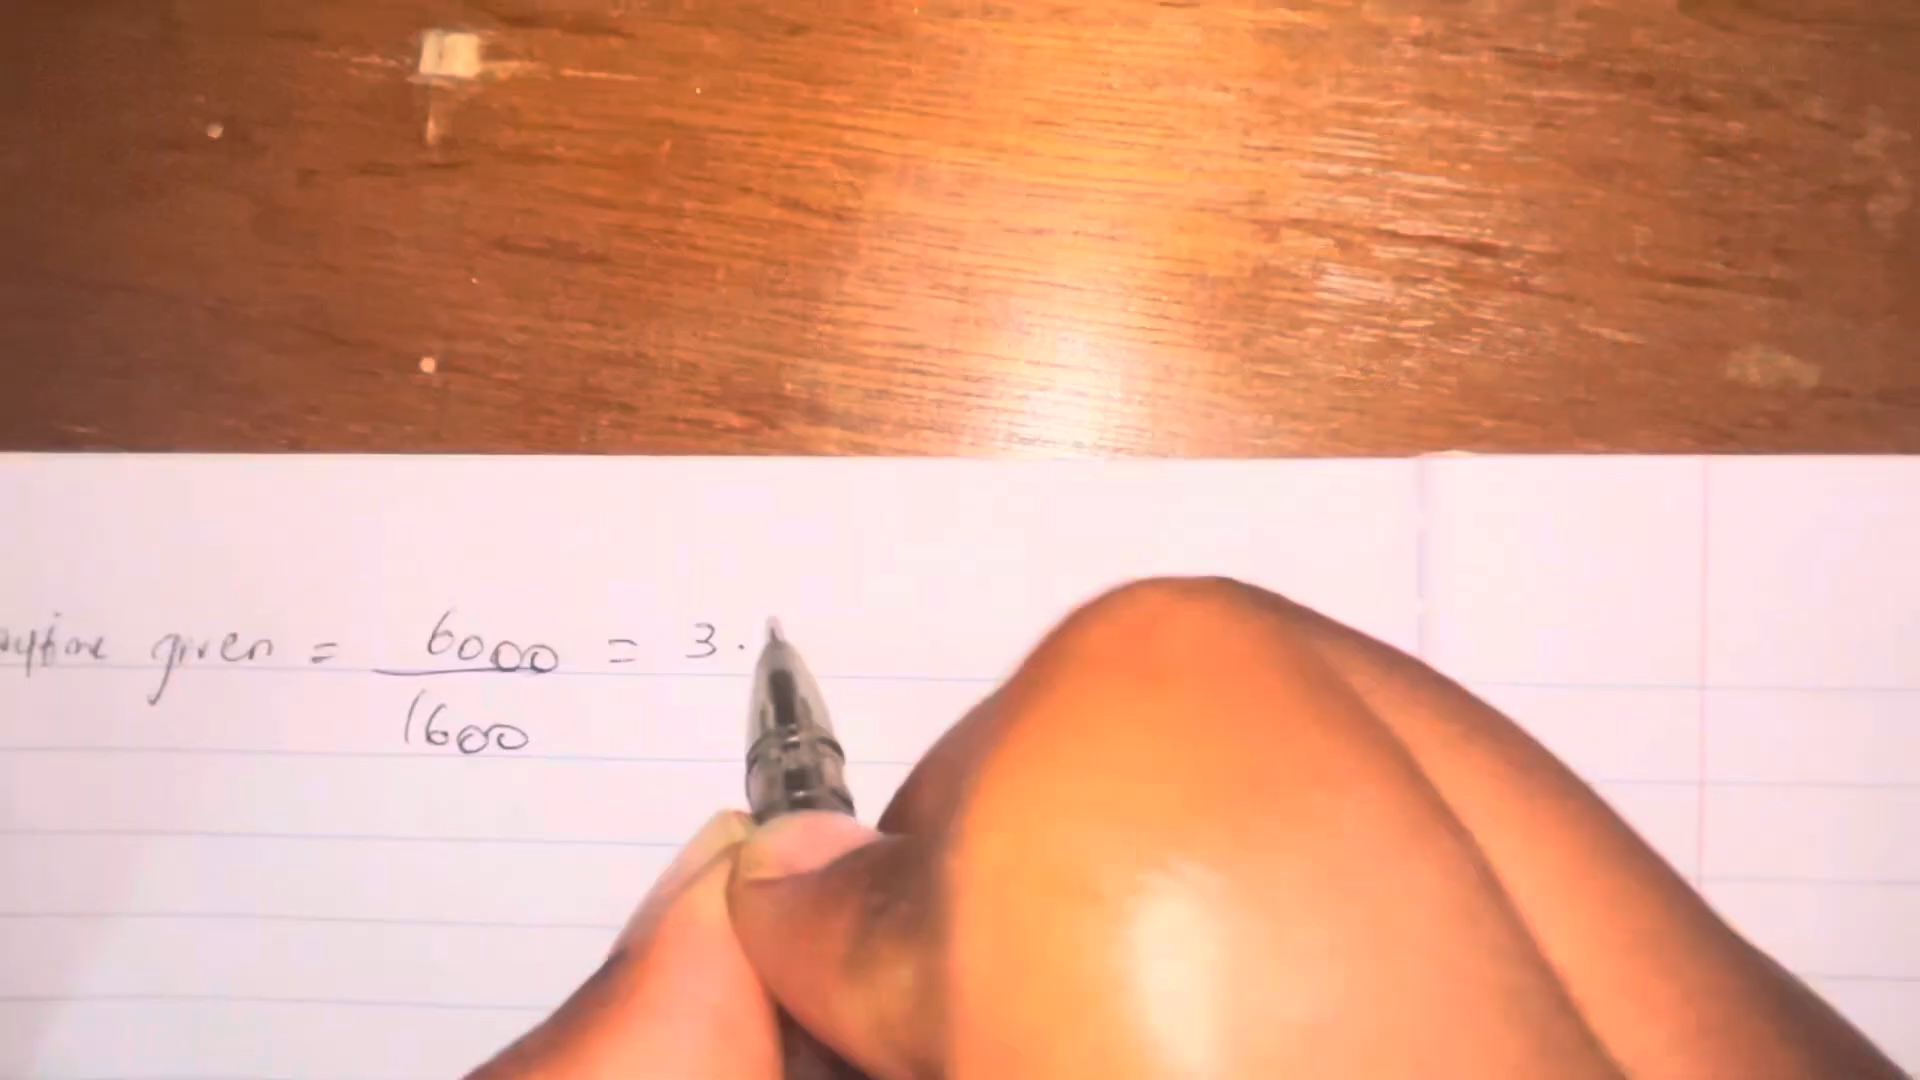 given = 6000 = 3.
1600